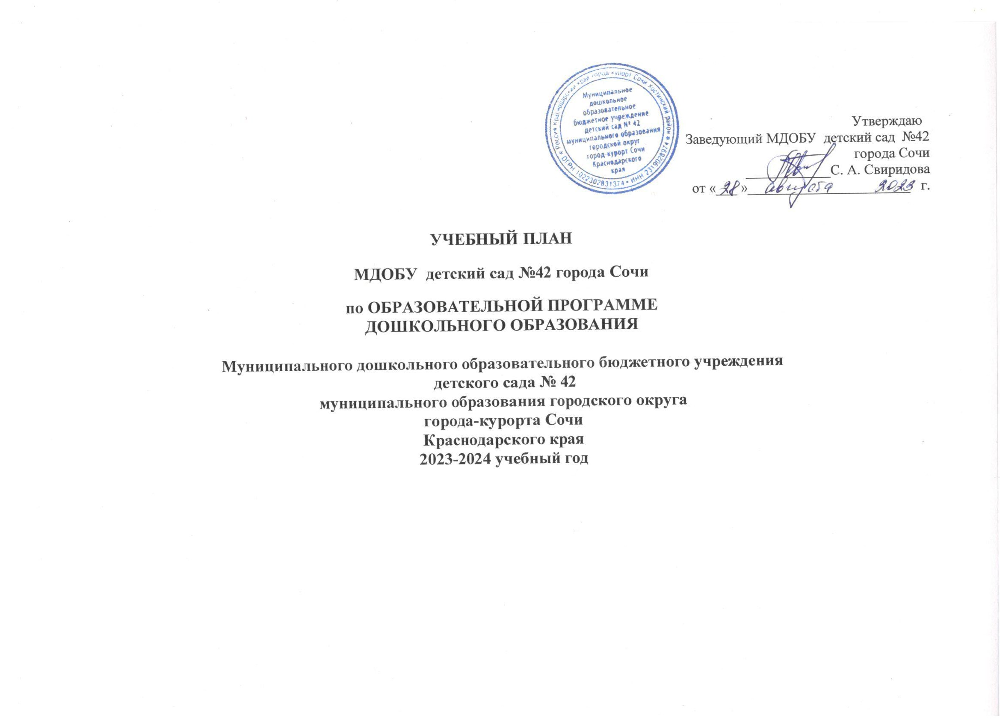 Россия Краснодарский край город-курорт Сочи Хостинский район
ОГРН 1022302831374 • ИНН 2319028974
Муниципальное
дошкольное
образовательное
бюджетное учреждение
детский сад № 42
муниципального образования
городской округ
город-курорт Сочи
Краснодарского
края
Утверждаю
Заведующий МДОБУ детский сад №42
города Сочи
С. А. Свиридова
от «28» августа 2023 г.
УЧЕБНЫЙ ПЛАН
МДОБУ детский сад №42 города Сочи
по ОБРАЗОВАТЕЛЬНОЙ ПРОГРАММЕ
ДОШКОЛЬНОГО ОБРАЗОВАНИЯ
Муниципального дошкольного образовательного бюджетного учреждения
детского сада № 42
муниципального образования городского округа
города-курорта Сочи
Краснодарского края
2023-2024 учебный год